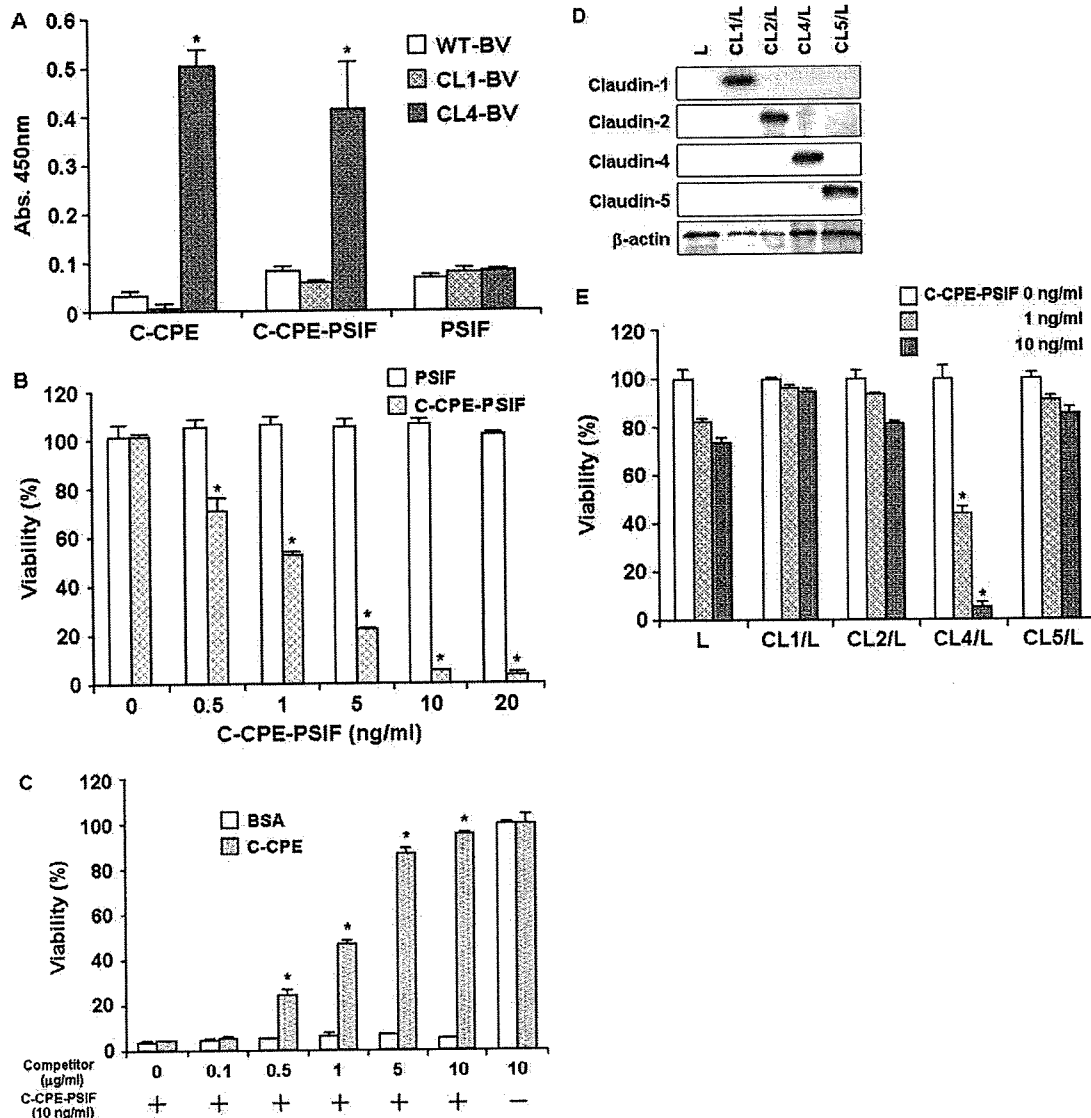 A
0.6
0.5
0.4
0.3
0.2
0.1
0
Abs. 450nm
* *
WT-BV
CL1-BV
CL4-BV
C-CPE C-CPE-PSIF PSIF
B
120
100
80
60
40
20
0
Viability (%)
PSIF
C-CPE-PSIF
* * * * *
0 0.5 1 5 10 20
C-CPE-PSIF (ng/ml)
C
120
100
80
60
40
20
0
Viability (%)
BSA
C-CPE
* * * *
Competitor (µg/ml) 0 0.1 0.5 1 5 10 10
C-CPE-PSIF (10 ng/ml) + + + + + + −
D
L CL1/L CL2/L CL4/L CL5/L
Claudin-1
Claudin-2
Claudin-4
Claudin-5
β-actin
E
C-CPE-PSIF 0 ng/ml
1 ng/ml
10 ng/ml
120
100
80
60
40
20
0
Viability (%)
* *
L CL1/L CL2/L CL4/L CL5/L